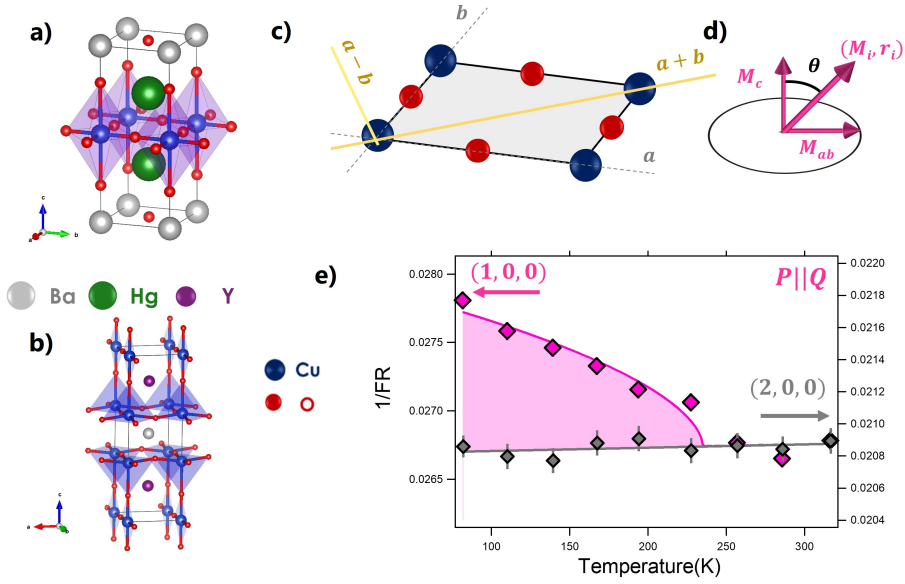 a)
c
a
b
Ba
Hg
Y
b)
c
a
b
Cu
O
c)
b
a − b
a + b
a
d)
M_c
θ
(M_i, r_i)
M_ab
e)
(1, 0, 0)
P||Q
(2, 0, 0)
1/FR
0.0280
0.0275
0.0270
0.0265
0.0220
0.0218
0.0216
0.0214
0.0212
0.0210
0.0208
0.0206
0.0204
100
150
200
250
300
Temperature(K)